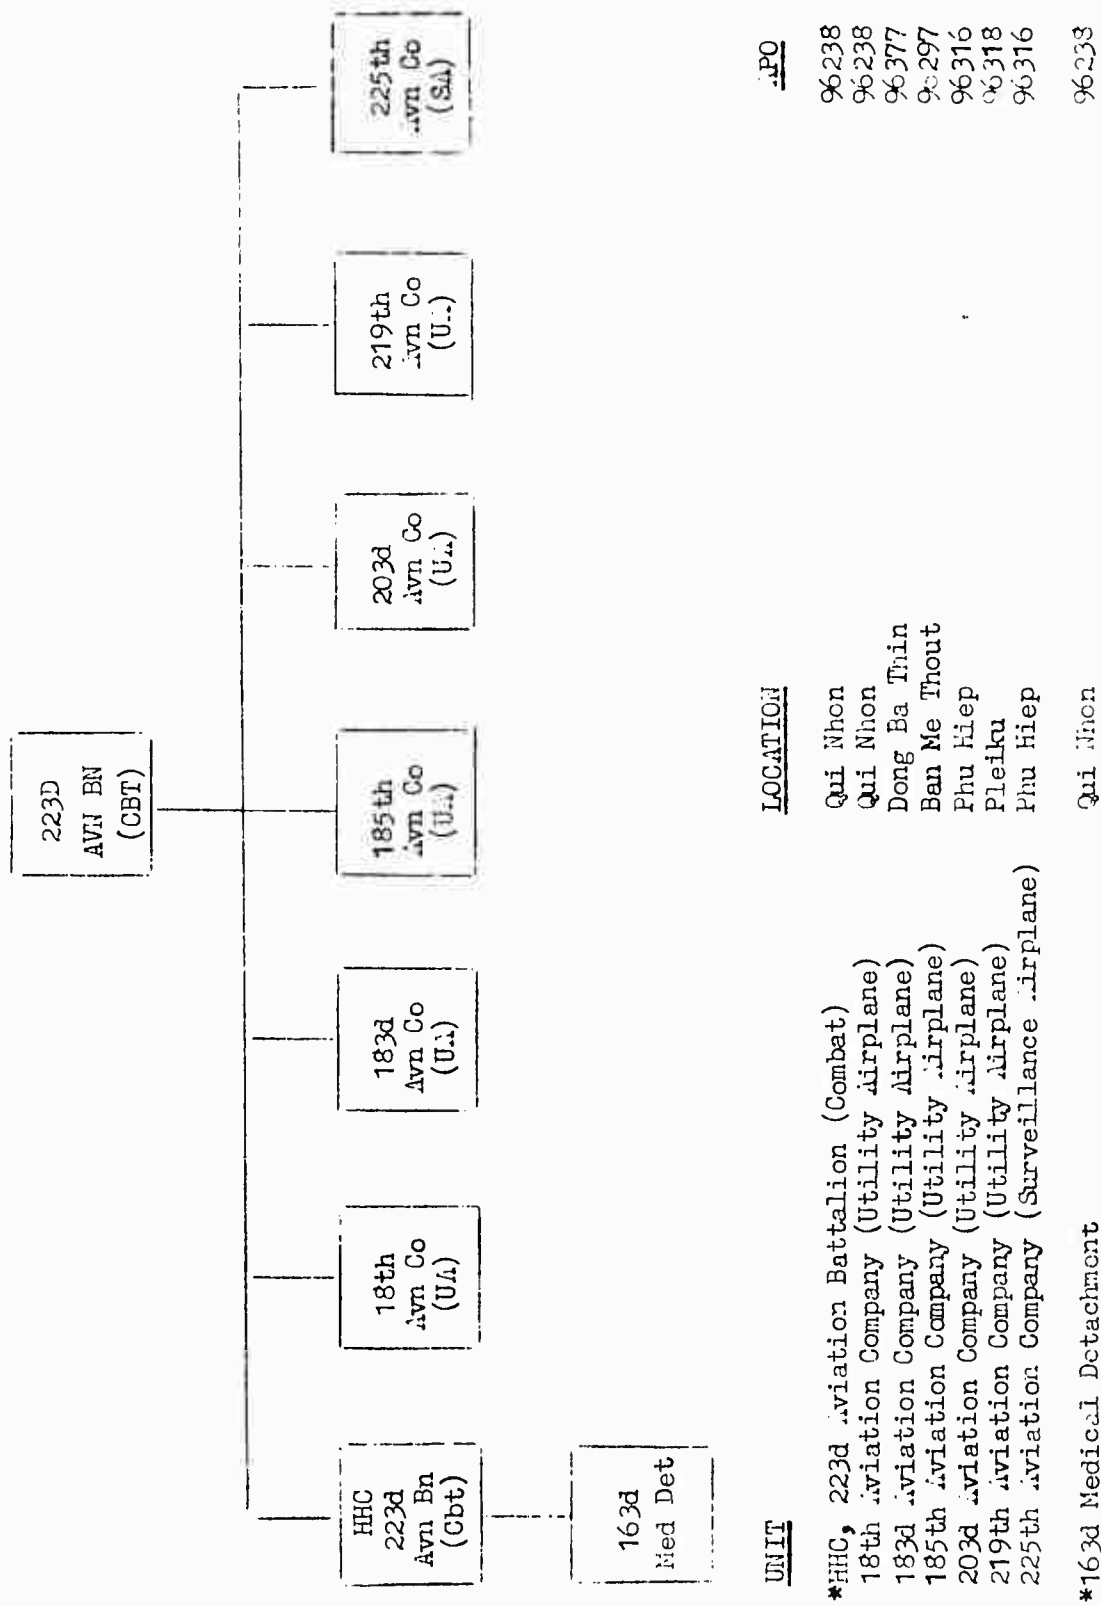 223D
AVN BN
(CBT)
HHC
223d
Avn Bn
(Cbt)
18th
Avn Co
(UA)
183d
Avn Co
(UA)
185th
Avn Co
(UA)
203d
Avn Co
(UA)
219th
Avn Co
(UA)
225th
Avn Co
(SA)
163d
Med Det
UNIT LOCATION APO
*HHC, 223d Aviation Battalion (Combat) Qui Nhon 96238
18th Aviation Company (Utility Airplane) Qui Nhon 96238
183d Aviation Company (Utility Airplane) Dong Ba Thin 96377
185th Aviation Company (Utility Airplane) Ban Me Thout 96297
203d Aviation Company (Utility Airplane) Phu Hiep 96316
219th Aviation Company (Utility Airplane) Pleiku 96318
225th Aviation Company (Surveillance Airplane) Phu Hiep 96316
*163d Medical Detachment Qui Nhon 96238